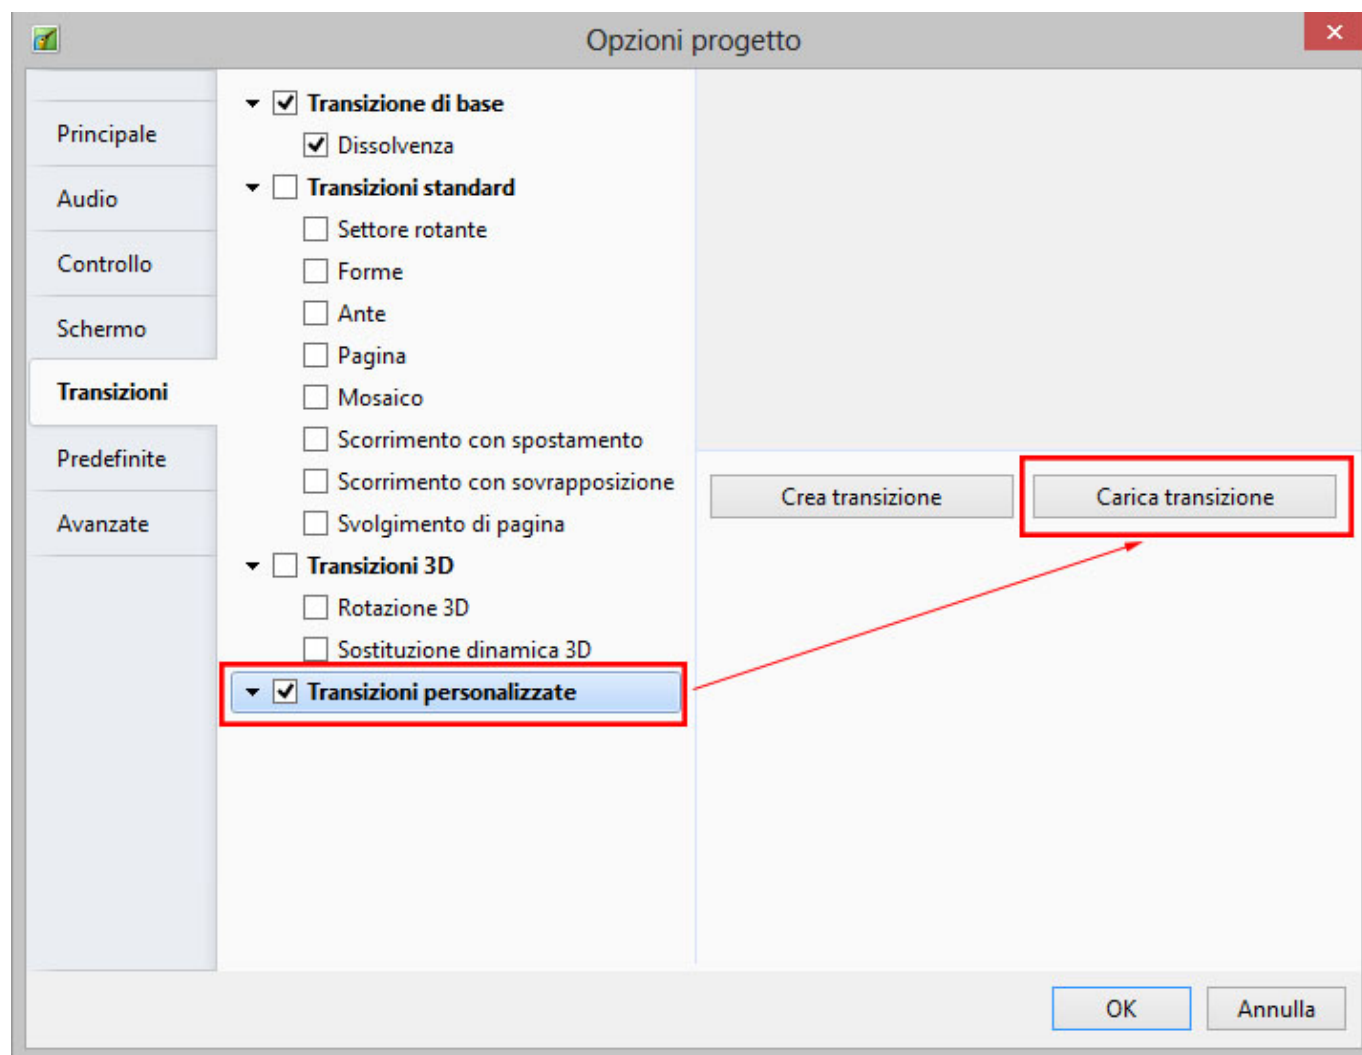 Opzioni progetto
Principale
Audio
Controllo
Schermo
Transizioni
Predefinite
Avanzate
Transizione di base
Dissolvenza
Transizioni standard
Settore rotante
Forme
Ante
Pagina
Mosaico
Scorrimento con spostamento
Scorrimento con sovrapposizione
Svolgimento di pagina
Transizioni 3D
Rotazione 3D
Sostituzione dinamica 3D
Transizioni personalizzate
Crea transizione
Carica transizione
OK
Annulla